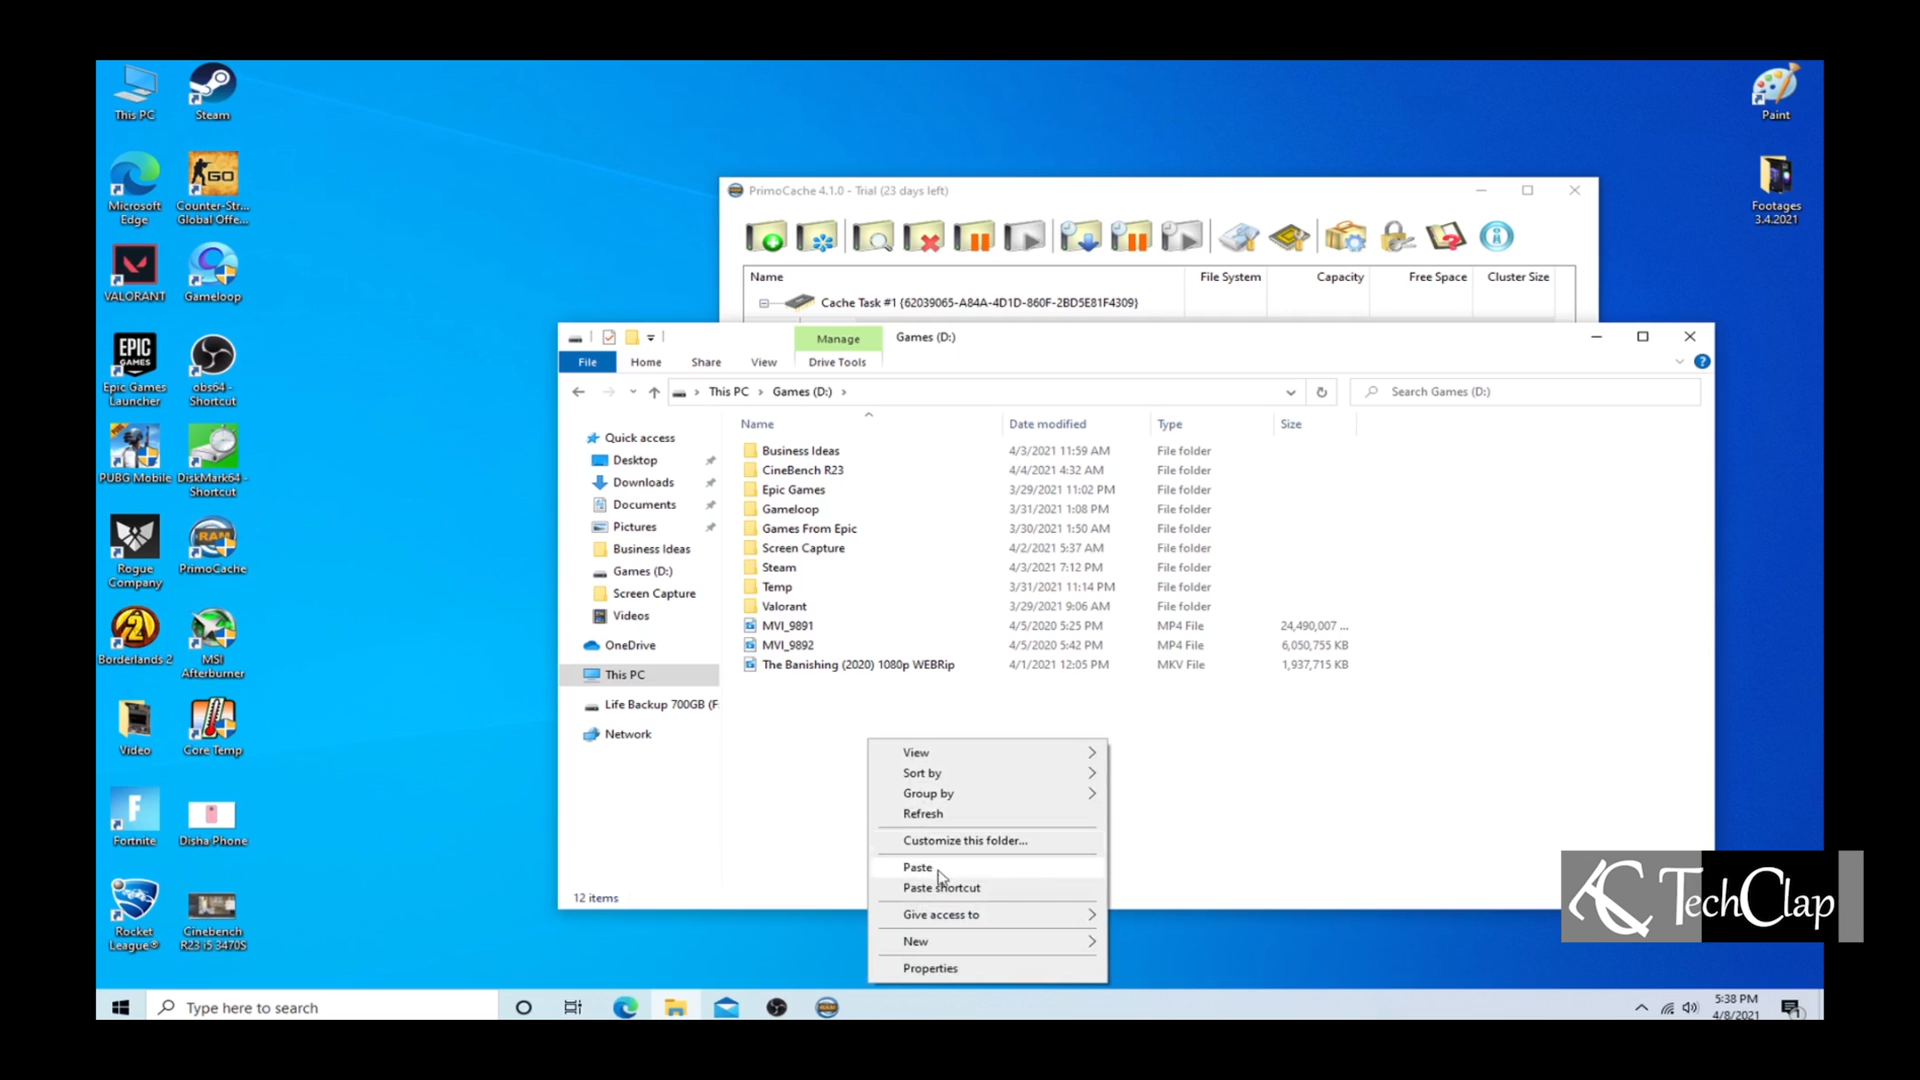 This PC
Steam
Microsoft
Edge
GO
Counter-Str...
Global Offe...
VALORANT
Gameloop
EPIC
GAMES
Epic Games
Launcher
obs64 -
Shortcut
PUBG Mobile
DiskMark64 -
Shortcut
Rogue
Company
RAM
PrimoCache
2
Borderlands 2
MSI
Afterburner
Video
Core Temp
F
Fortnite
Disha Phone
Rocket
League®
Cinebench
R23 i5 3470S
Paint
Footages
3.4.2021
PrimoCache 4.1.0 - Trial (23 days left)
Name File System Capacity Free Space Cluster Size
Cache Task #1 {62039065-A84A-4D1D-860F-2BD5E81F4309}
Manage Games (D:)
File Home Share View Drive Tools
This PC > Games (D:) > Search Games (D:)
Name Date modified Type Size
Quick access
Desktop
Downloads
Documents
Pictures
Business Ideas
Games (D:)
Screen Capture
Videos
OneDrive
This PC
Life Backup 700GB (F
Network
Business Ideas 4/3/2021 11:59 AM File folder
CineBench R23 4/4/2021 4:32 AM File folder
Epic Games 3/29/2021 11:02 PM File folder
Gameloop 3/31/2021 1:08 PM File folder
Games From Epic 3/30/2021 1:50 AM File folder
Screen Capture 4/2/2021 5:37 AM File folder
Steam 4/3/2021 7:12 PM File folder
Temp 3/31/2021 11:14 PM File folder
Valorant 3/29/2021 9:06 AM File folder
MVI_9891 4/5/2020 5:25 PM MP4 File 24,490,007 ...
MVI_9892 4/5/2020 5:42 PM MP4 File 6,050,755 KB
The Banishing (2020) 1080p WEBRip 4/1/2021 12:05 PM MKV File 1,937,715 KB
View
Sort by
Group by
Refresh
Customize this folder...
Paste
Paste shortcut
Give access to
New
Properties
12 items
TechClap
Type here to search
5:38 PM
4/8/2021
1